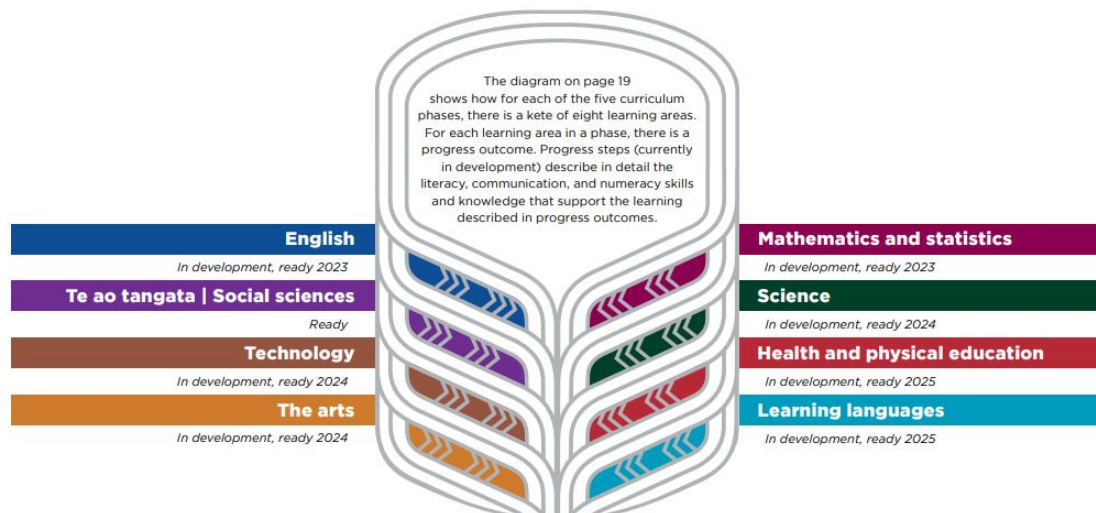 The diagram on page 19
shows how for each of the five curriculum
phases, there is a kete of eight learning areas.
For each learning area in a phase, there is a
progress outcome. Progress steps (currently
in development) describe in detail the
literacy, communication, and numeracy skills
and knowledge that support the learning
described in progress outcomes.
English
In development, ready 2023
Te ao tangata | Social sciences
Ready
Technology
In development, ready 2024
The arts
In development, ready 2024
Mathematics and statistics
In development, ready 2023
Science
In development, ready 2024
Health and physical education
In development, ready 2025
Learning languages
In development, ready 2025